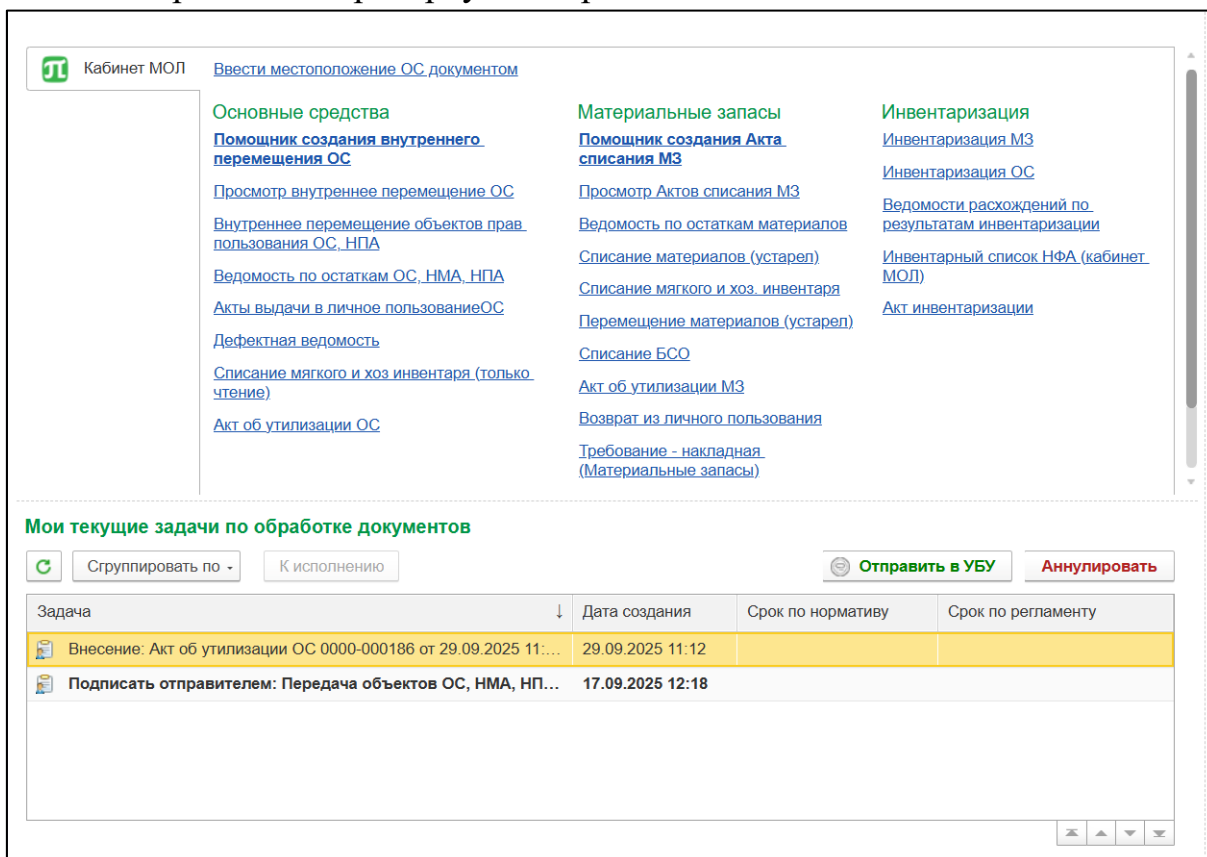 Кабинет МОЛ
Ввести местоположение ОС документом
Основные средства
Помощник создания внутреннего
перемещения ОС
Просмотр внутреннее перемещение ОС
Внутреннее перемещение объектов прав
пользования ОС, НПА
Ведомость по остаткам ОС, НМА, НПА
Акты выдачи в личное пользованиеОС
Дефектная ведомость
Списание мягкого и хоз инвентаря (только
чтение)
Акт об утилизации ОС
Материальные запасы
Помощник создания Акта
списания МЗ
Просмотр Актов списания МЗ
Ведомость по остаткам материалов
Списание материалов (устарел)
Списание мягкого и хоз. инвентаря
Перемещение материалов (устарел)
Списание БСО
Акт об утилизации МЗ
Возврат из личного пользования
Требование - накладная
(Материальные запасы)
Инвентаризация
Инвентаризация МЗ
Инвентаризация ОС
Ведомости расхождений по
результатам инвентаризации
Инвентарный список НФА (кабинет
МОЛ)
Акт инвентаризации
Мои текущие задачи по обработке документов
Сгруппировать по
К исполнению
Отправить в УБУ
Аннулировать
Задача
Дата создания
Срок по нормативу
Срок по регламенту
Внесение: Акт об утилизации ОС 0000-000186 от 29.09.2025 11:...
29.09.2025 11:12
Подписать отправителем: Передача объектов ОС, НМА, НП...
17.09.2025 12:18